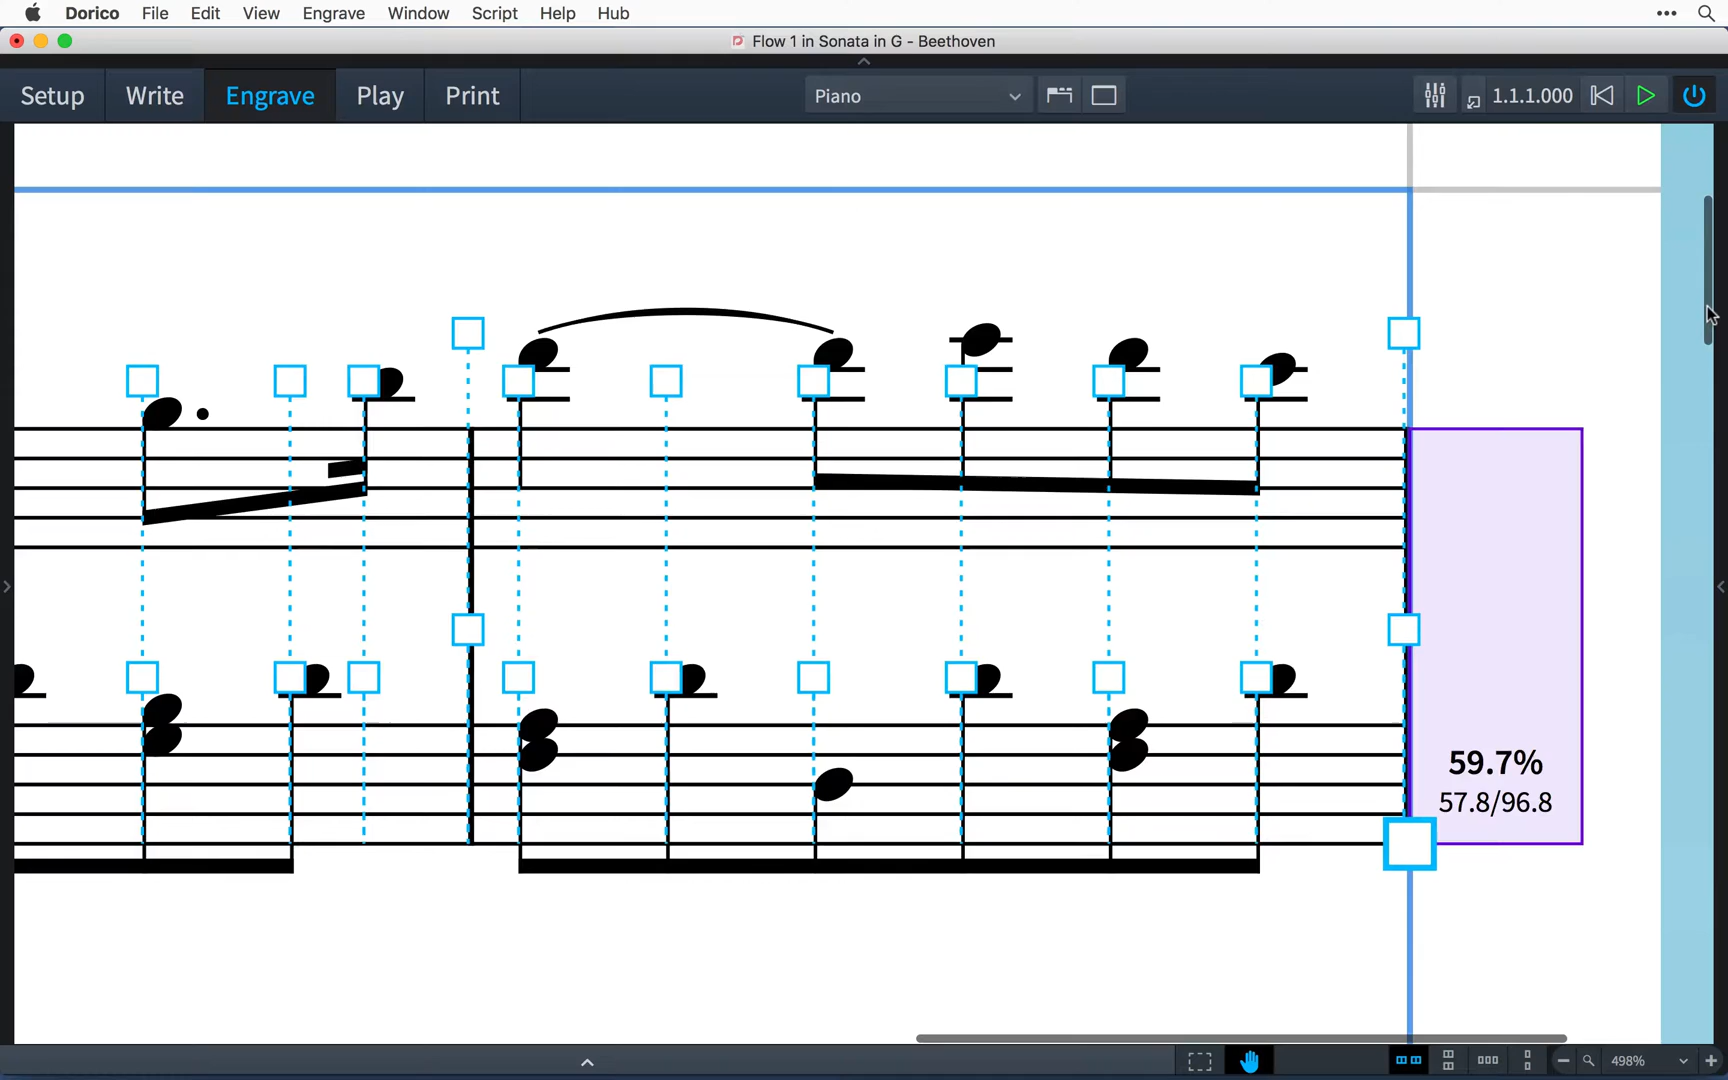 Dorico File Edit View Engrave Window Script Help Hub
Flow 1 in Sonata in G - Beethoven
Setup Write Engrave Play Print Piano 1.1.1.000
59.7%
57.8/96.8
498%